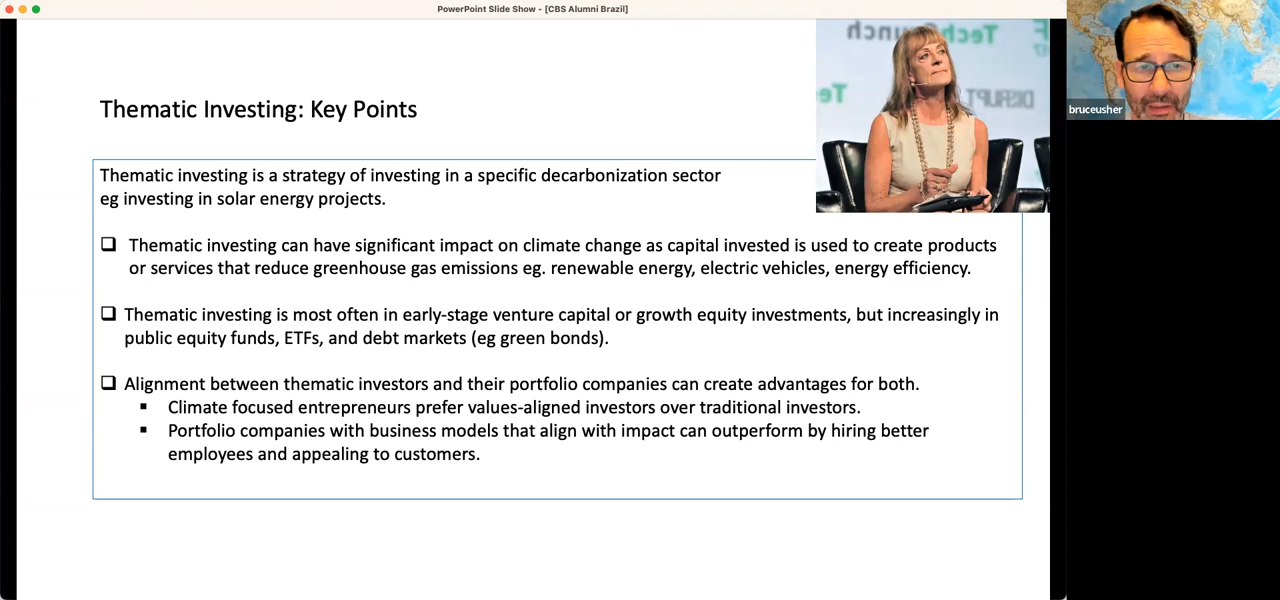 PowerPoint Slide Show - [CBS Alumni Brazil]
Thematic Investing: Key Points
TechCrunch
DISRUPT
bruceusher
Thematic investing is a strategy of investing in a specific decarbonization sector
eg investing in solar energy projects.
Thematic investing can have significant impact on climate change as capital invested is used to create products
or services that reduce greenhouse gas emissions eg. renewable energy, electric vehicles, energy efficiency.
Thematic investing is most often in early-stage venture capital or growth equity investments, but increasingly in
public equity funds, ETFs, and debt markets (eg green bonds).
Alignment between thematic investors and their portfolio companies can create advantages for both.
Climate focused entrepreneurs prefer values-aligned investors over traditional investors.
Portfolio companies with business models that align with impact can outperform by hiring better
employees and appealing to customers.